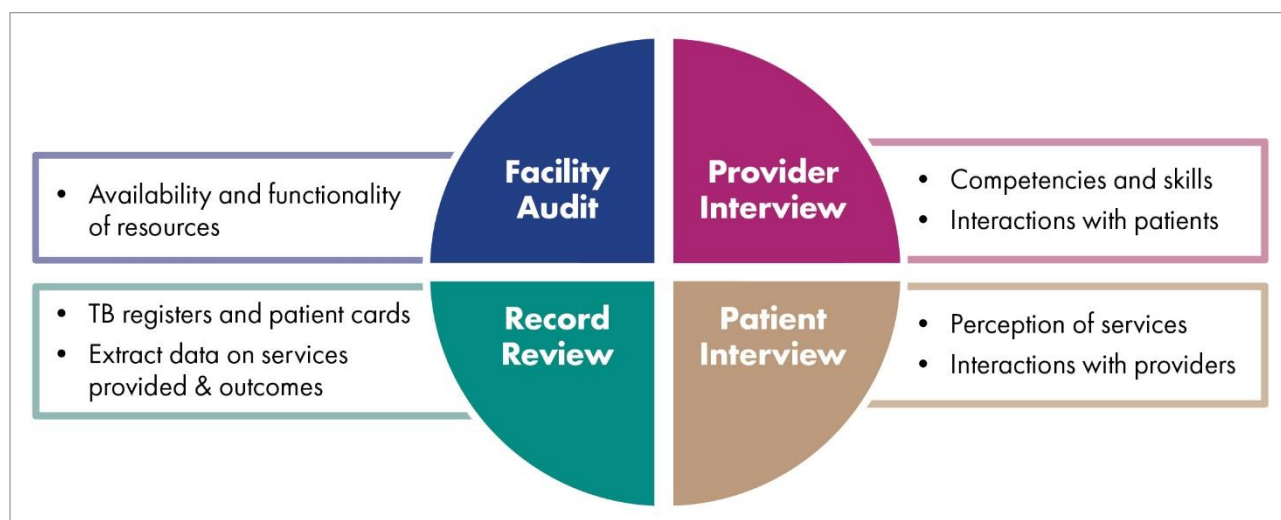 Facility
Audit
• Availability and functionality
of resources
Provider
Interview
• Competencies and skills
• Interactions with patients
Record
Review
• TB registers and patient cards
• Extract data on services
provided & outcomes
Patient
Interview
• Perception of services
• Interactions with providers